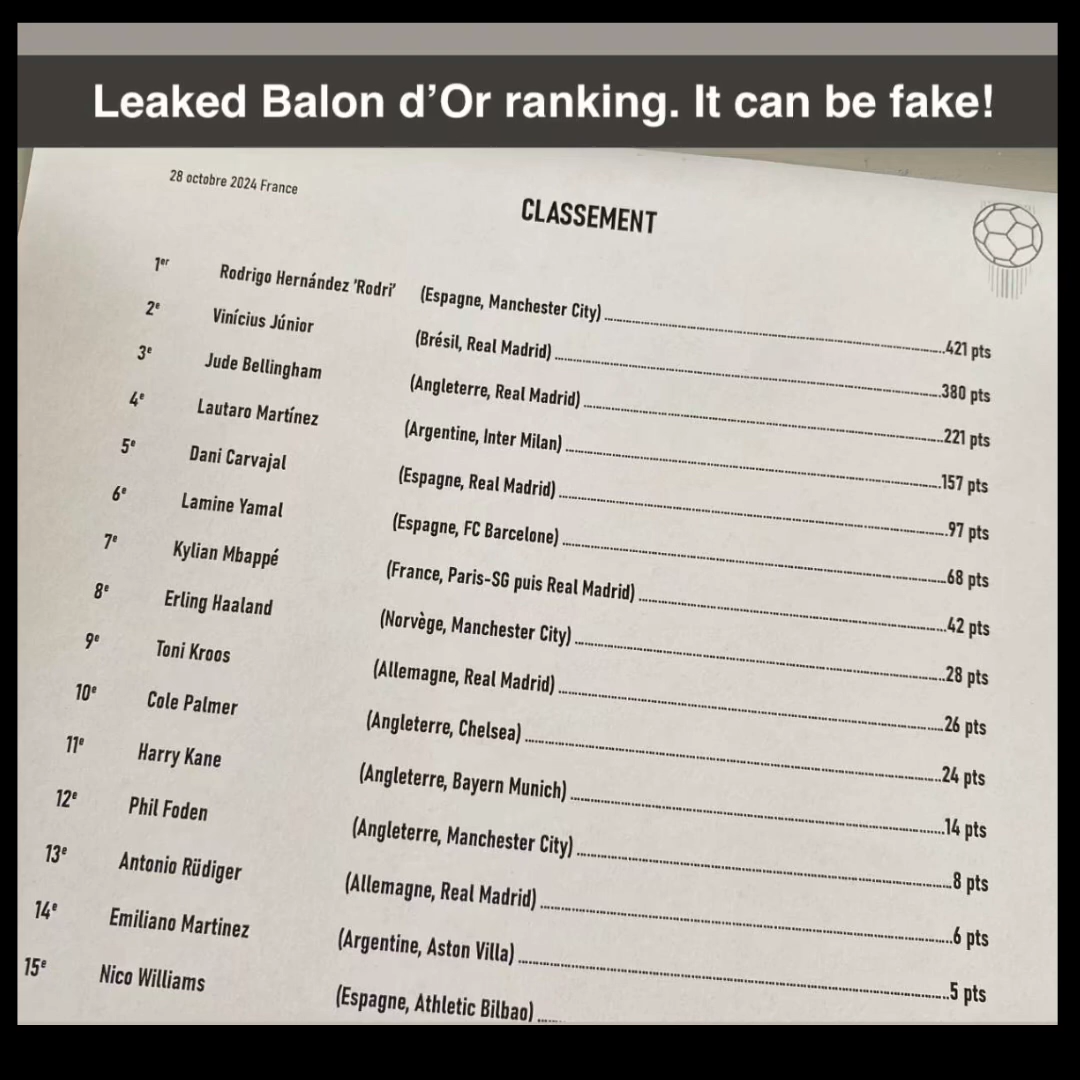 Leaked Balon d’Or ranking. It can be fake!
28 octobre 2024 France
CLASSEMENT
1er Rodrigo Hernández 'Rodri' (Espagne, Manchester City) 421 pts
2e Vinícius Júnior (Brésil, Real Madrid) 380 pts
3e Jude Bellingham (Angleterre, Real Madrid) 221 pts
4e Lautaro Martínez (Argentine, Inter Milan) 157 pts
5e Dani Carvajal (Espagne, Real Madrid) 97 pts
6e Lamine Yamal (Espagne, FC Barcelone) 68 pts
7e Kylian Mbappé (France, Paris-SG puis Real Madrid) 42 pts
8e Erling Haaland (Norvège, Manchester City) 28 pts
9e Toni Kroos (Allemagne, Real Madrid) 26 pts
10e Cole Palmer (Angleterre, Chelsea) 24 pts
11e Harry Kane (Angleterre, Bayern Munich) 14 pts
12e Phil Foden (Angleterre, Manchester City) 8 pts
13e Antonio Rüdiger (Allemagne, Real Madrid) 6 pts
14e Emiliano Martinez (Argentine, Aston Villa) 5 pts
15e Nico Williams (Espagne, Athletic Bilbao)